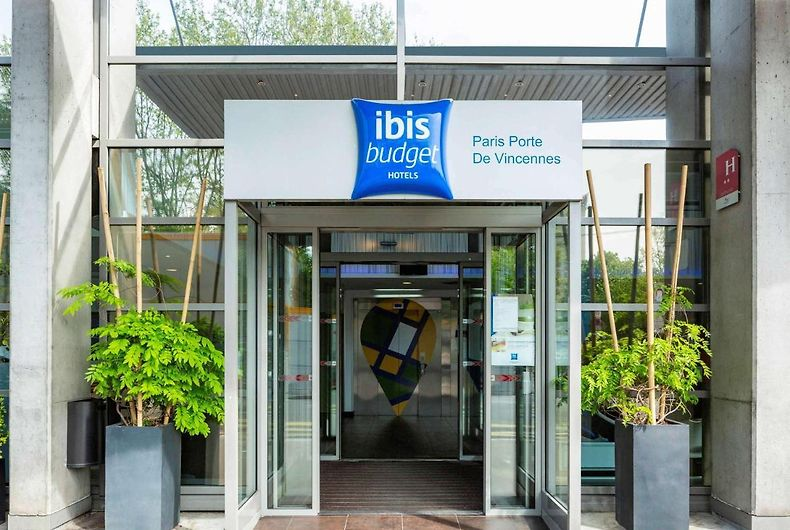 ibis
budget
HOTELS
Paris Porte
De Vincennes
H